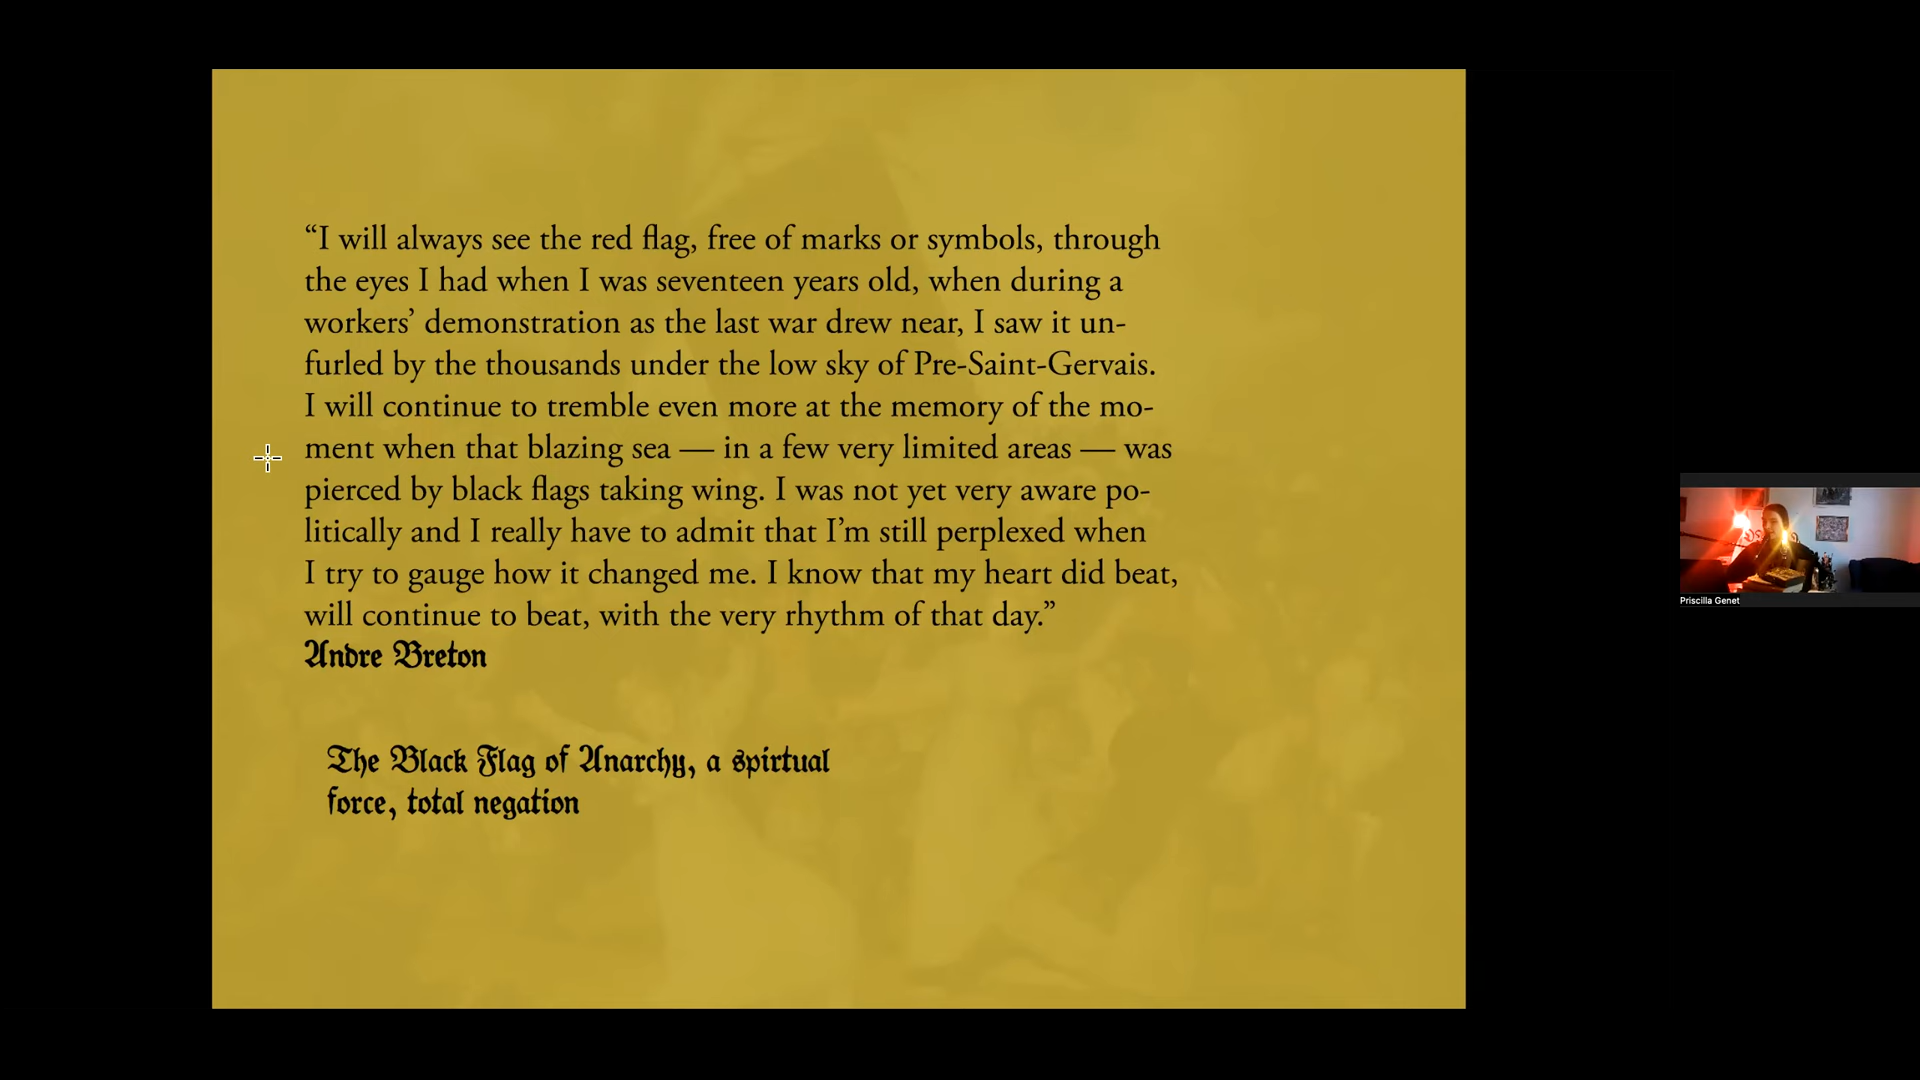 “I will always see the red flag, free of marks or symbols, through
the eyes I had when I was seventeen years old, when during a
workers’ demonstration as the last war drew near, I saw it un-
furled by the thousands under the low sky of Pre-Saint-Gervais.
I will continue to tremble even more at the memory of the mo-
ment when that blazing sea — in a few very limited areas — was
pierced by black flags taking wing. I was not yet very aware po-
litically and I really have to admit that I’m still perplexed when
I try to gauge how it changed me. I know that my heart did beat,
will continue to beat, with the very rhythm of that day.”
Andre Breton
The Black Flag of Anarchy, a spirtual
force, total negation
Priscilla Genet